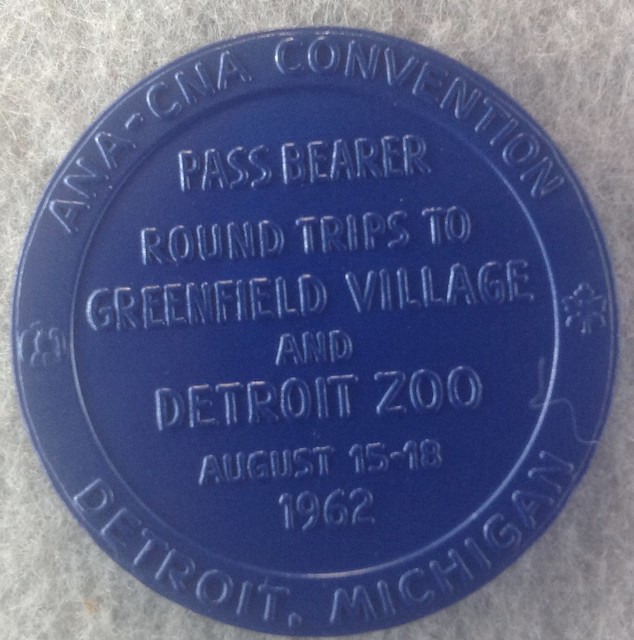 ANA-CNA CONVENTION
PASS BEARER
ROUND TRIPS TO
GREENFIELD VILLAGE
AND
DETROIT ZOO
AUGUST 15-18
1962
DETROIT, MICHIGAN